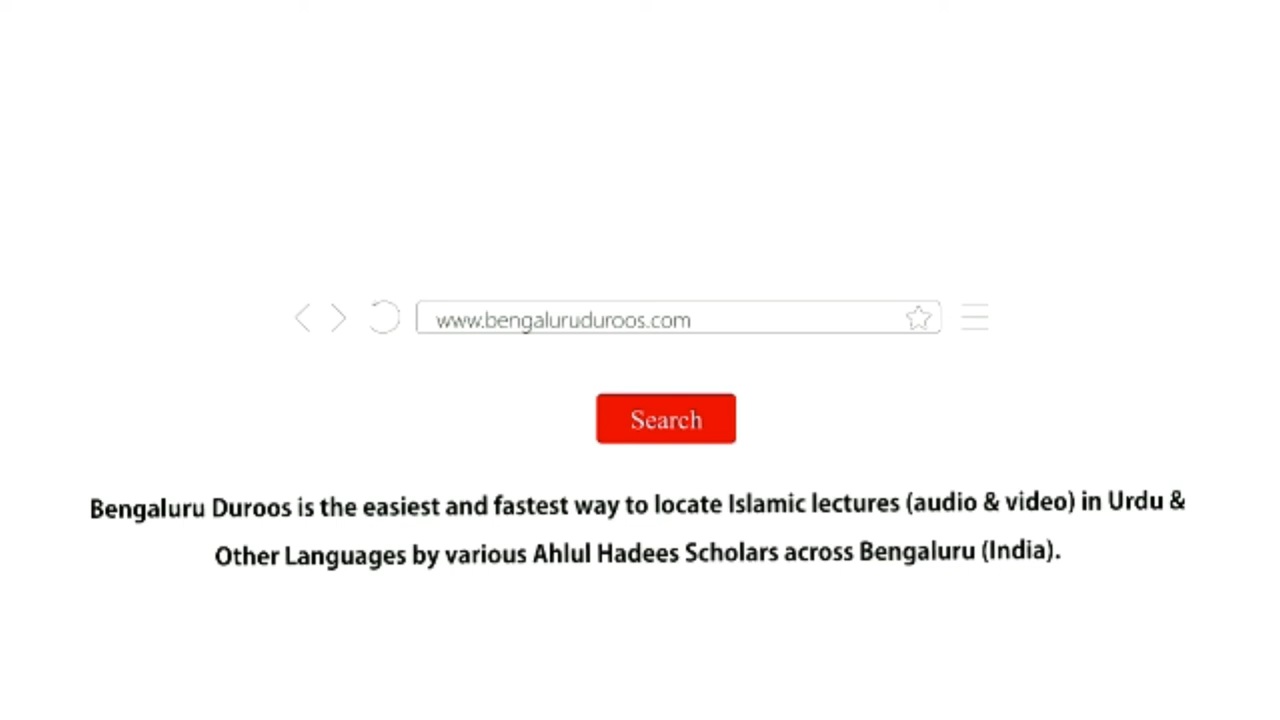 www.bengaluruduroos.com
Search
Bengaluru Duroos is the easiest and fastest way to locate Islamic lectures (audio & video) in Urdu &
Other Languages by various Ahlul Hadees Scholars across Bengaluru (India).